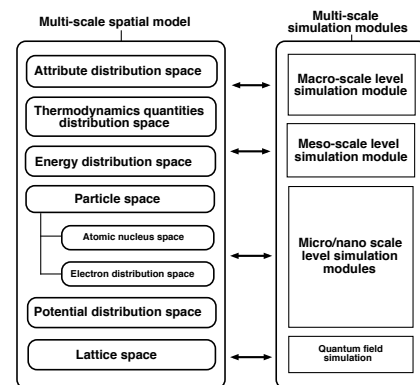 Multi-scale spatial model
Attribute distribution space
Thermodynamics quantities
distribution space
Energy distribution space
Particle space
Atomic nucleus space
Electron distribution space
Potential distribution space
Lattice space
Multi-scale
simulation modules
Macro-scale level
simulation module
Meso-scale level
simulation module
Micro/nano scale
level simulation
modules
Quantum field
simulation